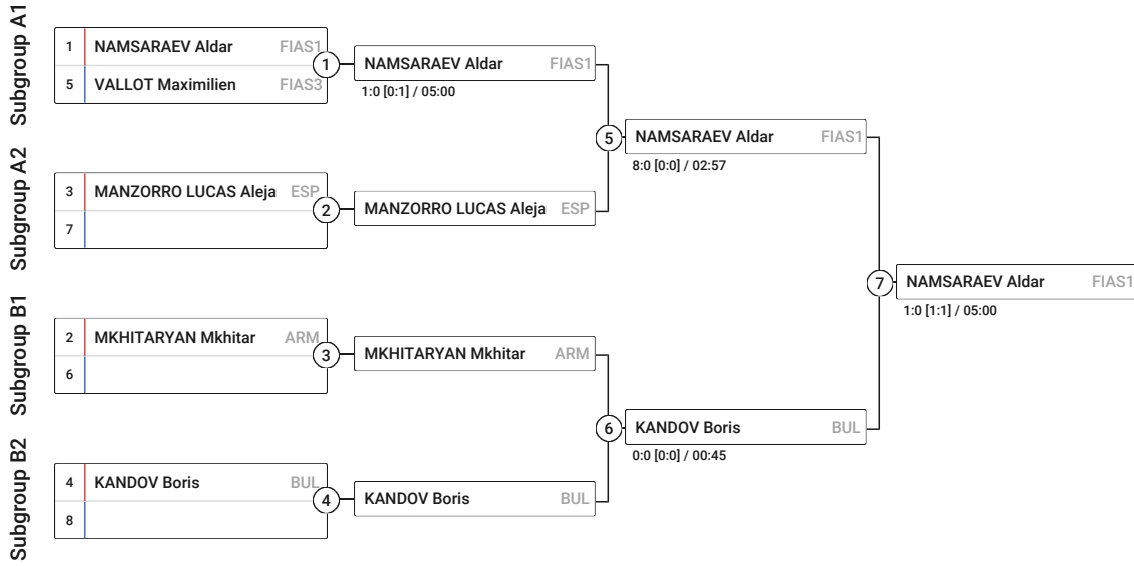 Subgroup A1
1 NAMSARAEV Aldar FIAS1
5 VALLOT Maximilien FIAS3
1
NAMSARAEV Aldar FIAS1
1:0 [0:1] / 05:00
Subgroup A2
3 MANZORRO LUCAS Aleja ESP
7
2
MANZORRO LUCAS Aleja ESP
5
NAMSARAEV Aldar FIAS1
8:0 [0:0] / 02:57
Subgroup B1
2 MKHITARYAN Mkhitar ARM
6
3
MKHITARYAN Mkhitar ARM
Subgroup B2
4 KANDOV Boris BUL
8
4
KANDOV Boris BUL
6
KANDOV Boris BUL
0:0 [0:0] / 00:45
7
NAMSARAEV Aldar FIAS1
1:0 [1:1] / 05:00